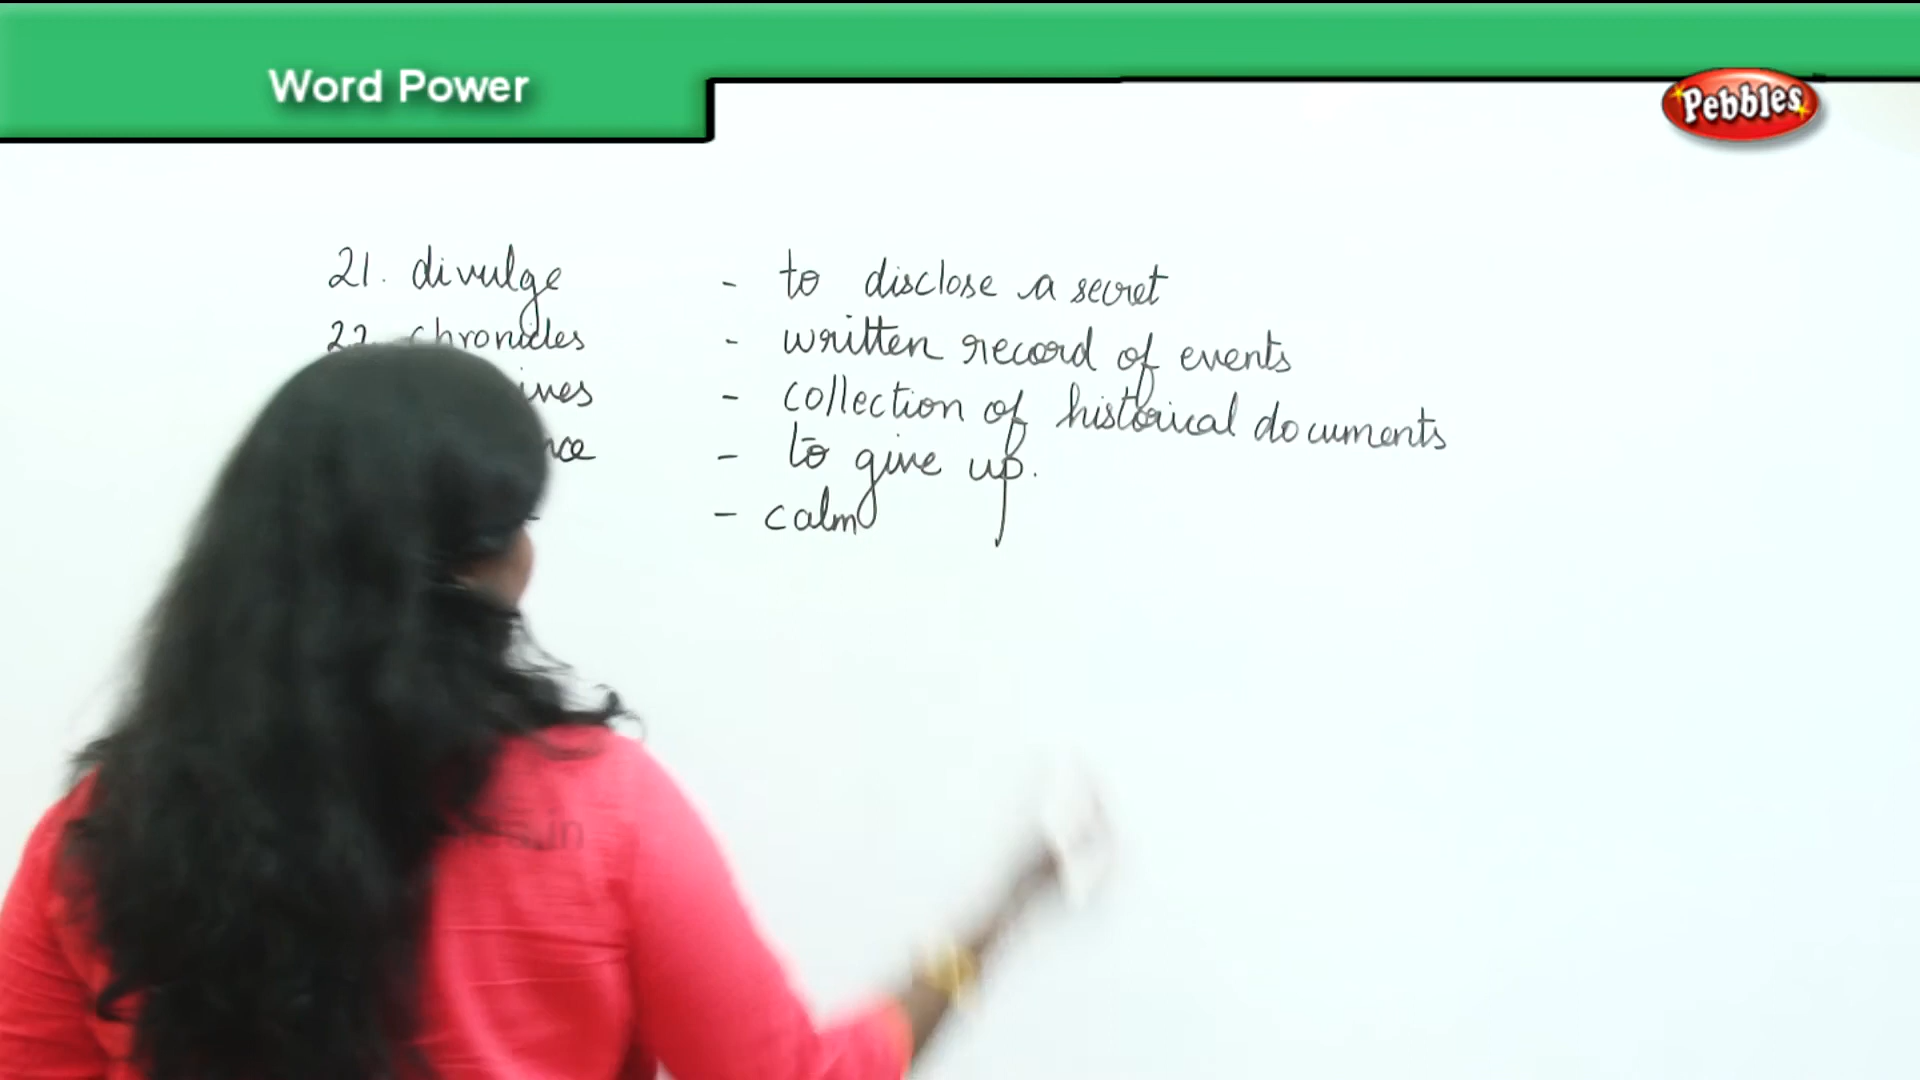 Word Power
Pebbles
21. divulge - to disclose a secret
22. chronicles - written record of events
- collection of historical documents
- to give up.
- calm